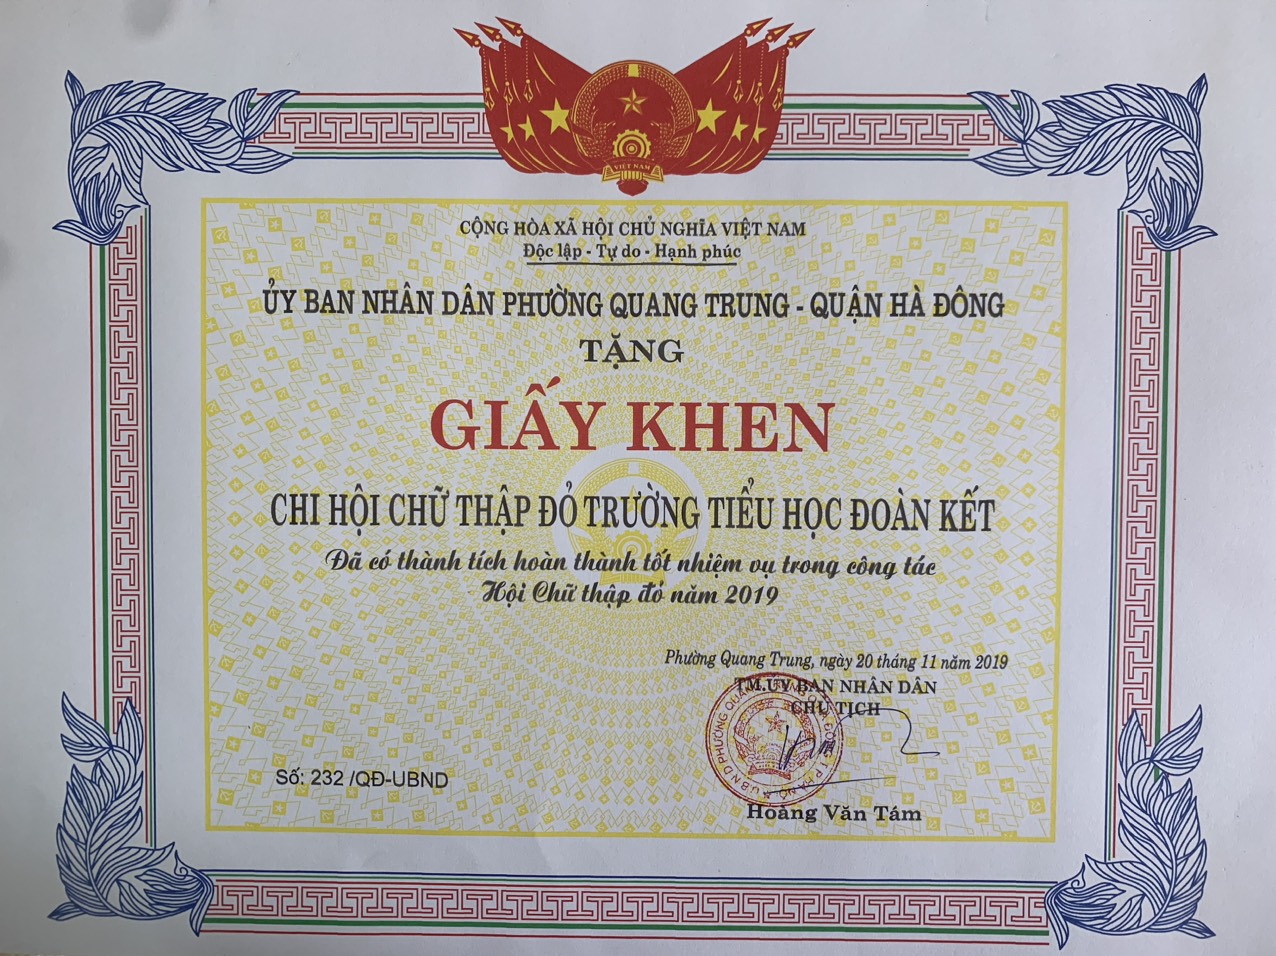 VIỆT NAM
CỘNG HÒA XÃ HỘI CHỦ NGHĨA VIỆT NAM
Độc lập - Tự do - Hạnh phúc
ỦY BAN NHÂN DÂN PHƯỜNG QUANG TRUNG - QUẬN HÀ ĐÔNG
TẶNG
GIẤY KHEN
CHI HỘI CHỮ THẬP ĐỎ TRƯỜNG TIỂU HỌC ĐOÀN KẾT
Đã có thành tích hoàn thành tốt nhiệm vụ trong công tác
Hội Chữ thập đỏ năm 2019
Phường Quang Trung, ngày 20 tháng 11 năm 2019
TM.ỦY BAN NHÂN DÂN
CHỦ TỊCH
Số: 232 /QĐ-UBND
Hoàng Văn Tám